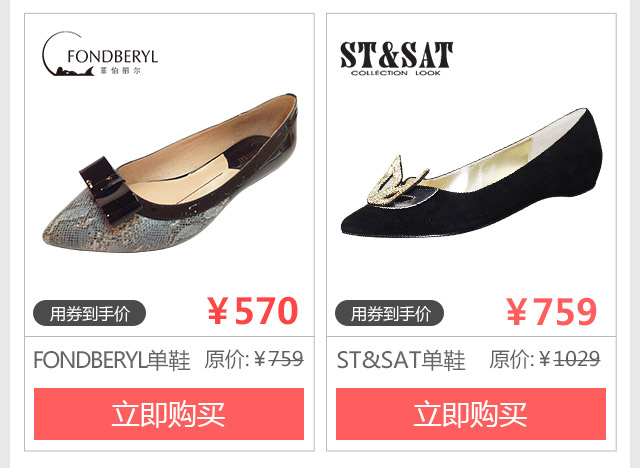 FONDBERYL
菲伯丽尔
用券到手价 ¥570
FONDBERYL单鞋 原价:¥759
立即购买
ST&SAT
COLLECTION LOOK
用券到手价 ¥759
ST&SAT单鞋 原价:¥1029
立即购买